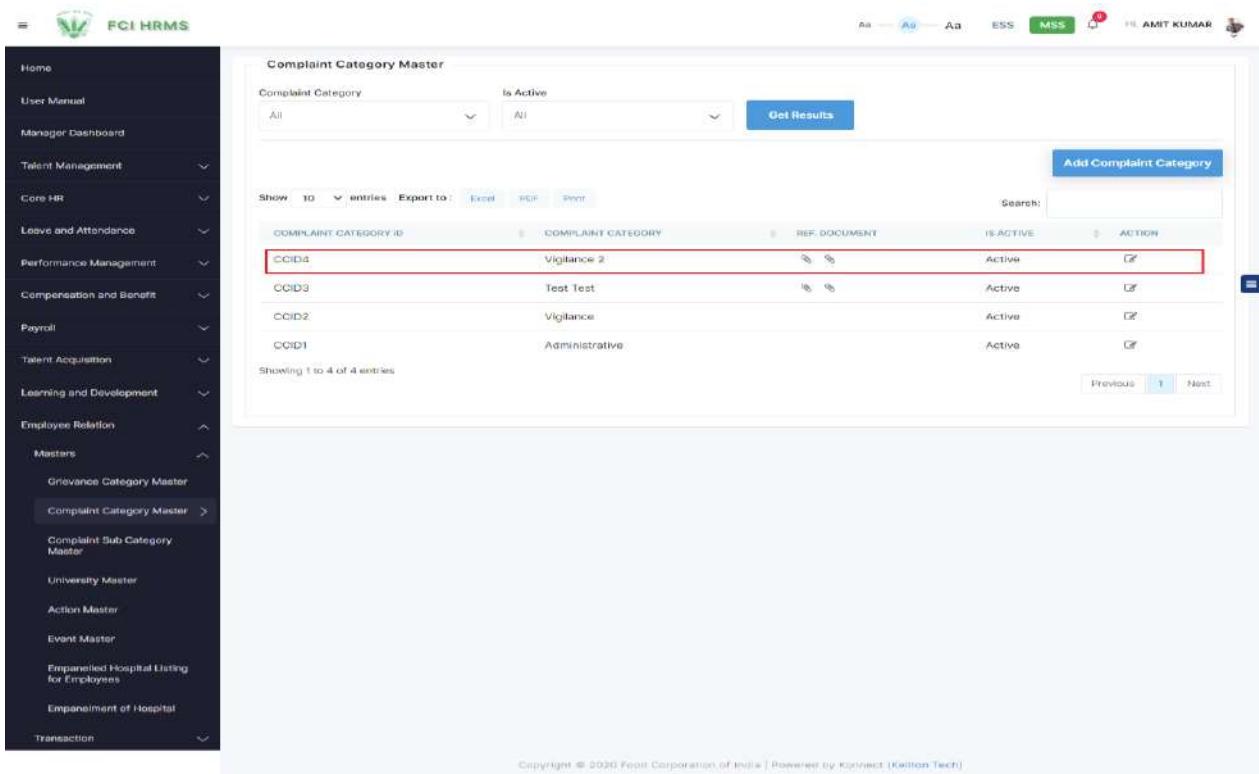 FCI HRMS
Aa Aa Aa ESS MSS HI, AMIT KUMAR
Home
User Manual
Manager Dashboard
Talent Management
Core HR
Leave and Attendance
Performance Management
Compensation and Benefit
Payroll
Talent Acquisition
Learning and Development
Employee Relation
Masters
Grievance Category Master
Complaint Category Master
Complaint Sub Category
Master
University Master
Action Master
Event Master
Empanelled Hospital Listing
for Employees
Empanelment of Hospital
Transaction
Complaint Category Master
Complaint Category Is Active
All All Get Results
Add Complaint Category
Show 10 entries Export to : Excel PDF Print Search:
COMPLAINT CATEGORY ID COMPLAINT CATEGORY REF. DOCUMENT IS ACTIVE ACTION
CCID4 Vigilance 2 Active
CCID3 Test Test Active
CCID2 Vigilance Active
CCID1 Administrative Active
Showing 1 to 4 of 4 entries
Previous 1 Next
Copyright © 2020 Food Corporation of India | Powered by Konnect (Kellton Tech)